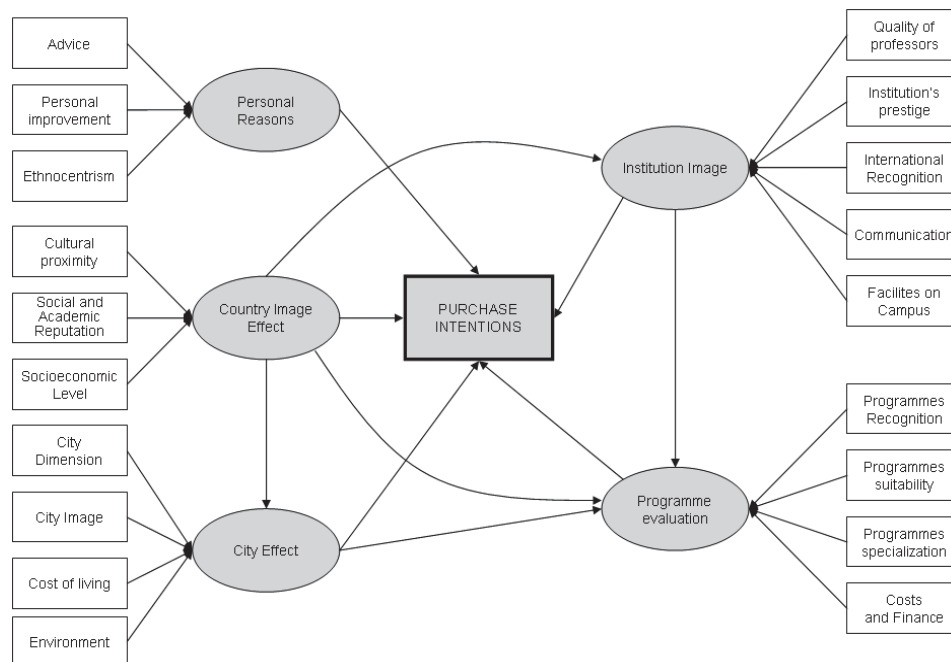 Advice
Personal
improvement
Ethnocentrism
Cultural
proximity
Social and
Academic
Reputation
Socioeconomic
Level
City
Dimension
City Image
Cost of living
Environment
Personal
Reasons
Country Image
Effect
City Effect
PURCHASE
INTENTIONS
Institution Image
Programme
evaluation
Quality of
professors
Institution's
prestige
International
Recognition
Communication
Facilites on
Campus
Programmes
Recognition
Programmes
suitability
Programmes
specialization
Costs
and Finance